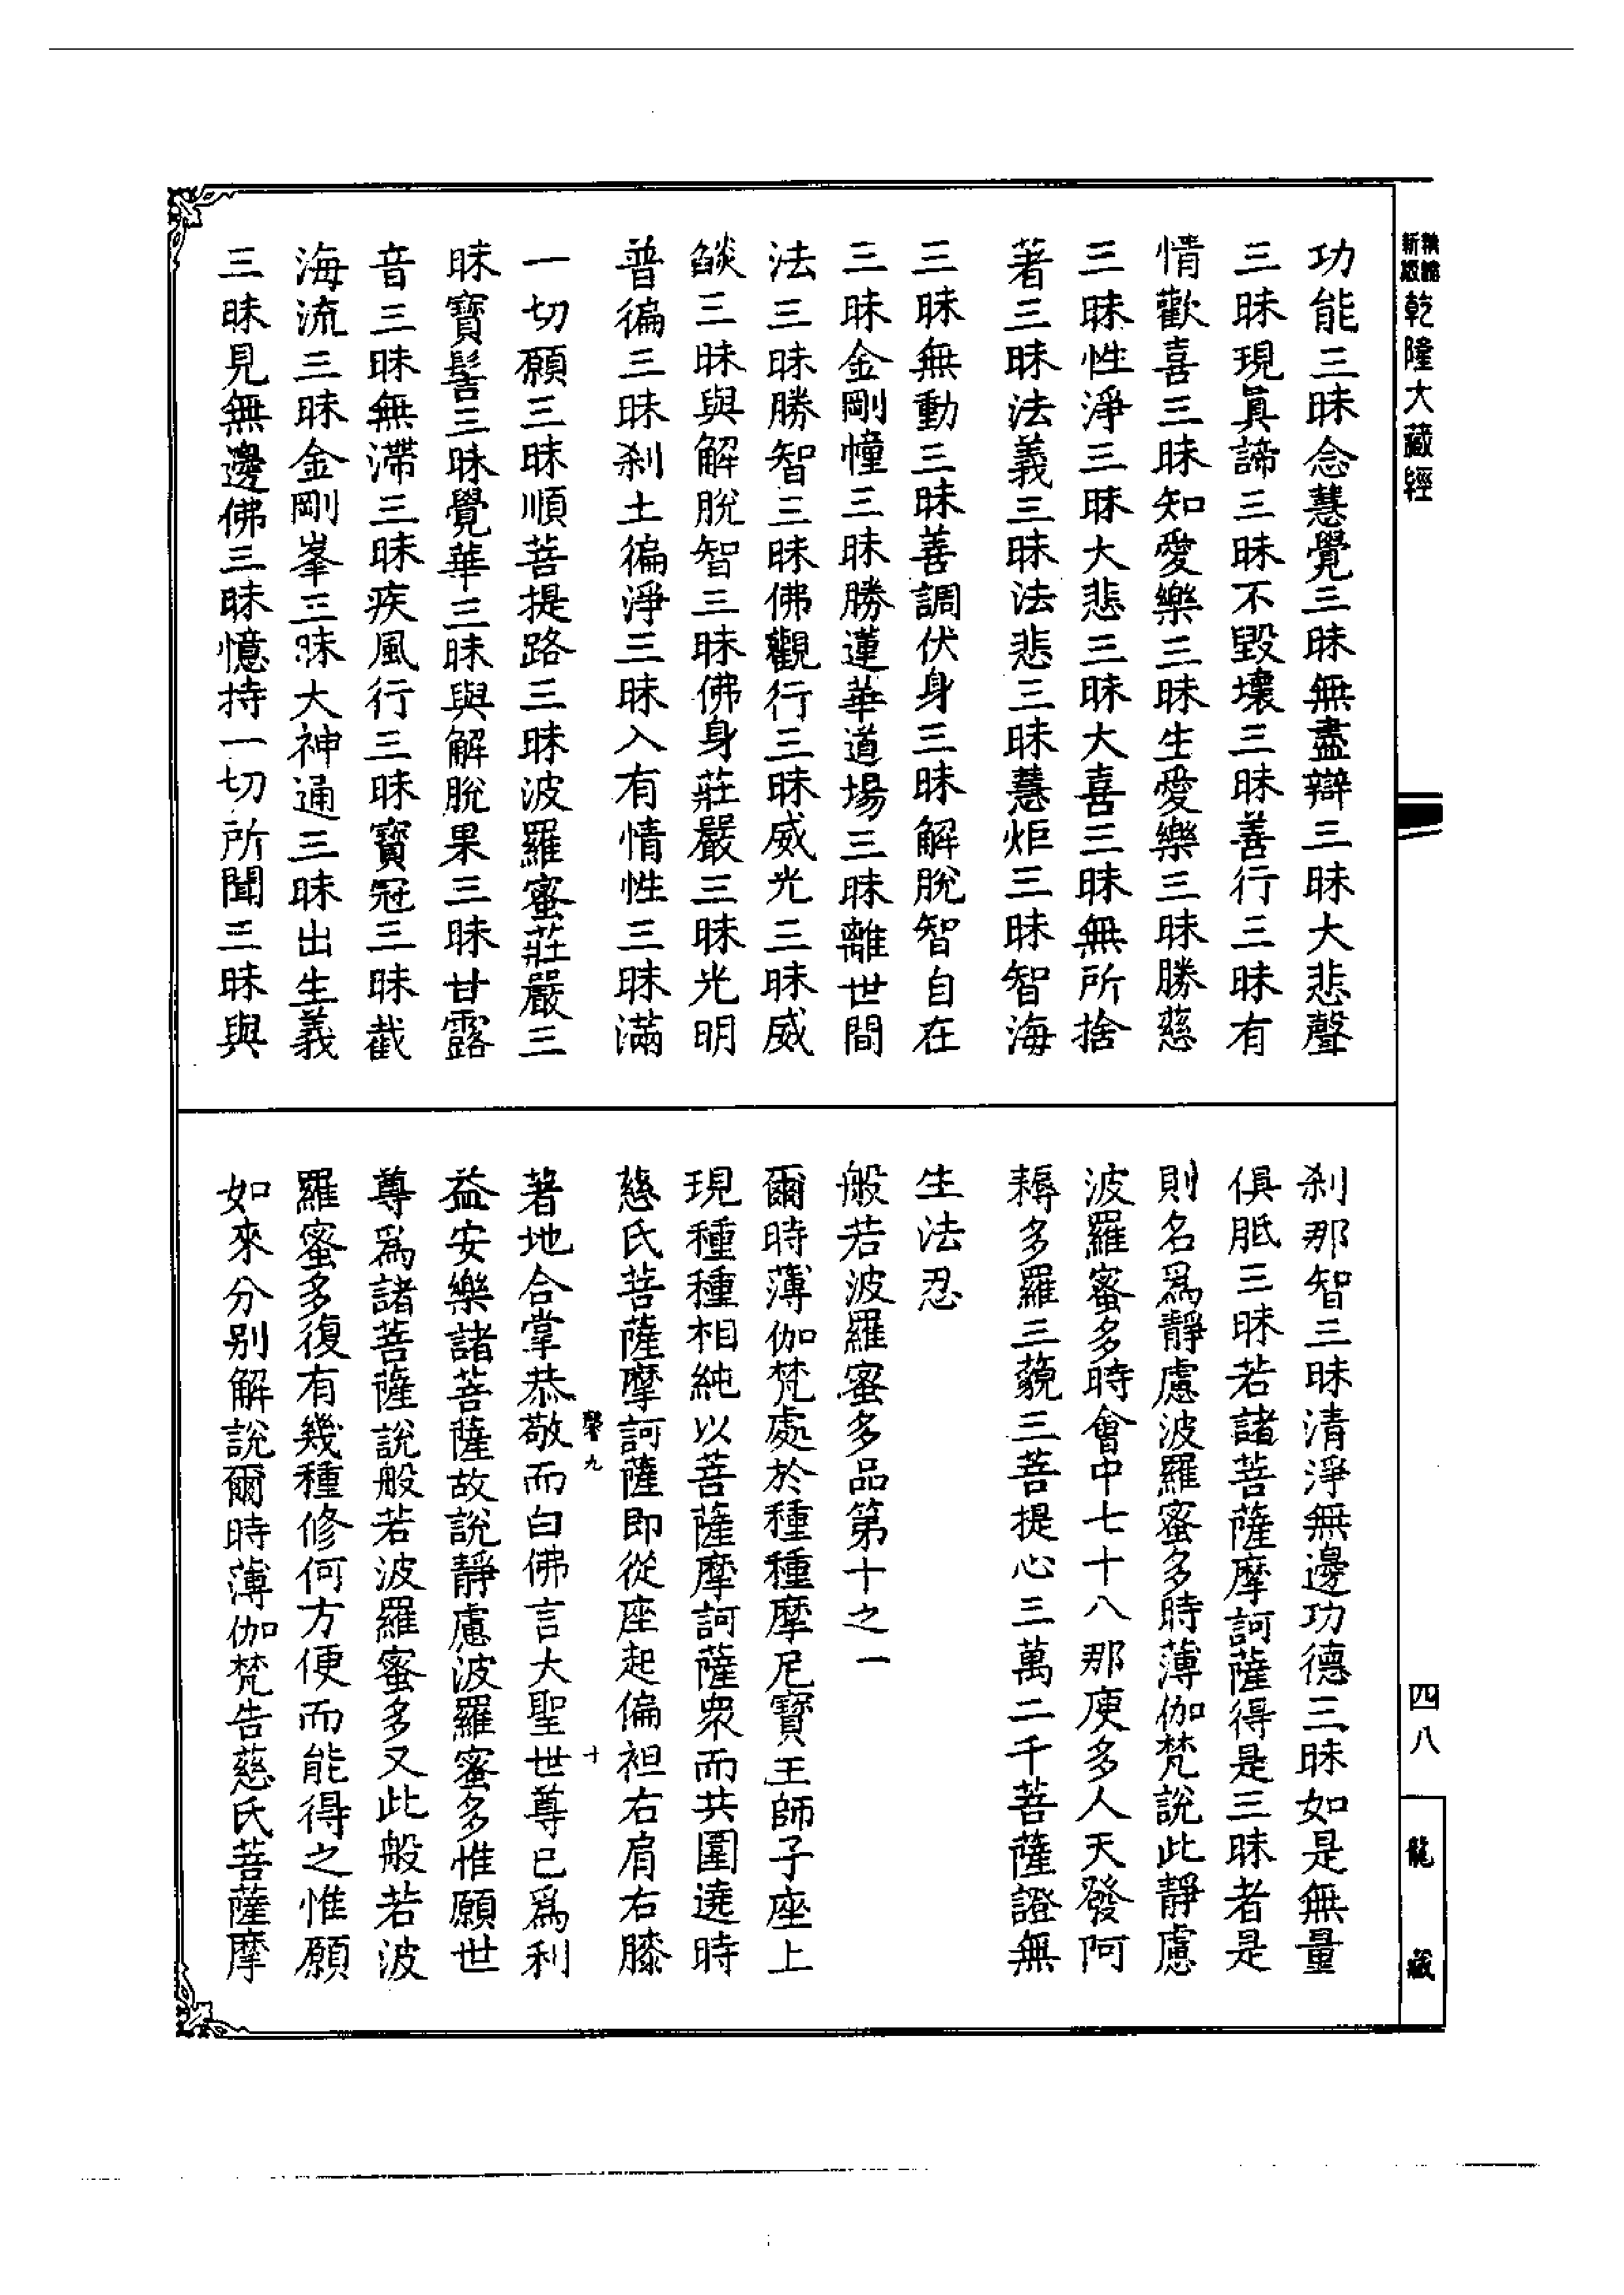 乾隆大藏經
功能三昧念慧覺三昧無盡辯三昧大悲聲
三昧現眞諦三昧不毀壞三昧善行三昧有
情歡喜三昧知愛樂三昧生愛樂三昧勝慈
三昧性淨三昧大悲三昧大喜三昧無所捨
著三昧法義三昧法悲三昧慧炬三昧智海
三昧無動三昧善調伏身三昧解脫智自在
三昧金剛幢三昧勝蓮華道場三昧離世間
法三昧勝智三昧佛觀行三昧威光三昧威
燄三昧與解脫智三昧佛身莊嚴三昧光明
普徧三昧刹土徧淨三昧入有情性三昧滿
一切願三昧順菩提路三昧波羅蜜莊嚴三
昧寶髻三昧覺華三昧與解脫果三昧甘露
音三昧無滯三昧疾風行三昧寶冠三昧截
海流三昧金剛峯三昧大神通三昧出生義
三昧見無邊佛三昧憶持一切所聞三昧與
刹那智三昧清淨無邊功德三昧如是無量
俱胝三昧若諸菩薩摩訶薩得是三昧者是
則名爲靜慮波羅蜜多時薄伽梵說此靜慮
波羅蜜多時會中七十八那庾多人天發阿
耨多羅三藐三菩提心三萬二千菩薩證無
生法忍
般若波羅蜜多品第十之一
爾時薄伽梵處於種種摩尼寶王師子座上
現種種相純以菩薩摩訶薩衆而共圍遶時
慈氏菩薩摩訶薩即從座起偏袒右肩右膝
著地合掌恭敬而白佛言大聖世尊已爲利
益安樂諸菩薩故說靜慮波羅蜜多惟願世
尊爲諸菩薩說般若波羅蜜多又此般若波
羅蜜多復有幾種修何方便而能得之惟願
如來分别解說爾時薄伽梵告慈氏菩薩摩
九
十
四八
龍藏